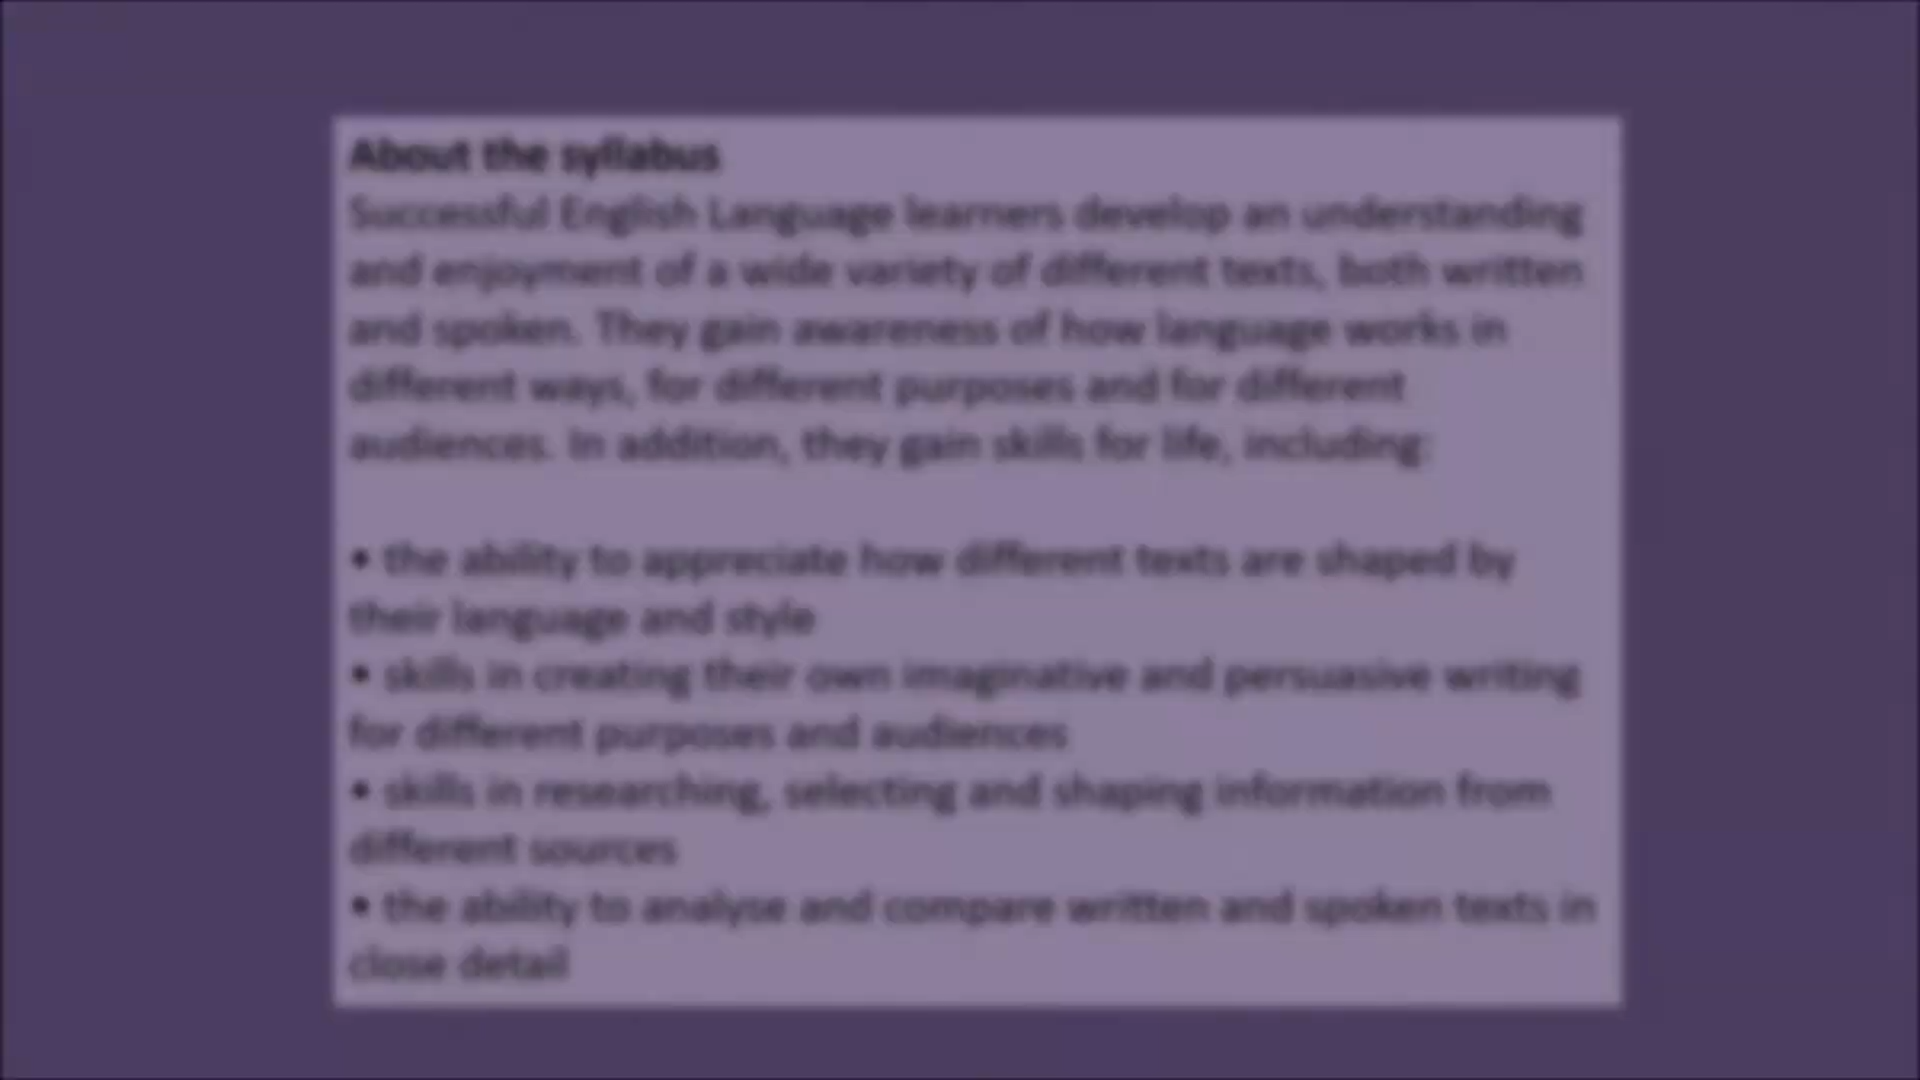 About the syllabus
Successful English Language learners develop an understanding
and enjoyment of a wide variety of different texts, both written
and spoken. They gain awareness of how language works in
different ways, for different purposes and for different
audiences. In addition, they gain skills for life, including:
• the ability to appreciate how different texts are shaped by
their language and style
• skills in creating their own imaginative and persuasive writing
for different purposes and audiences
• skills in researching, selecting and shaping information from
different sources
• the ability to analyse and compare written and spoken texts in
close detail